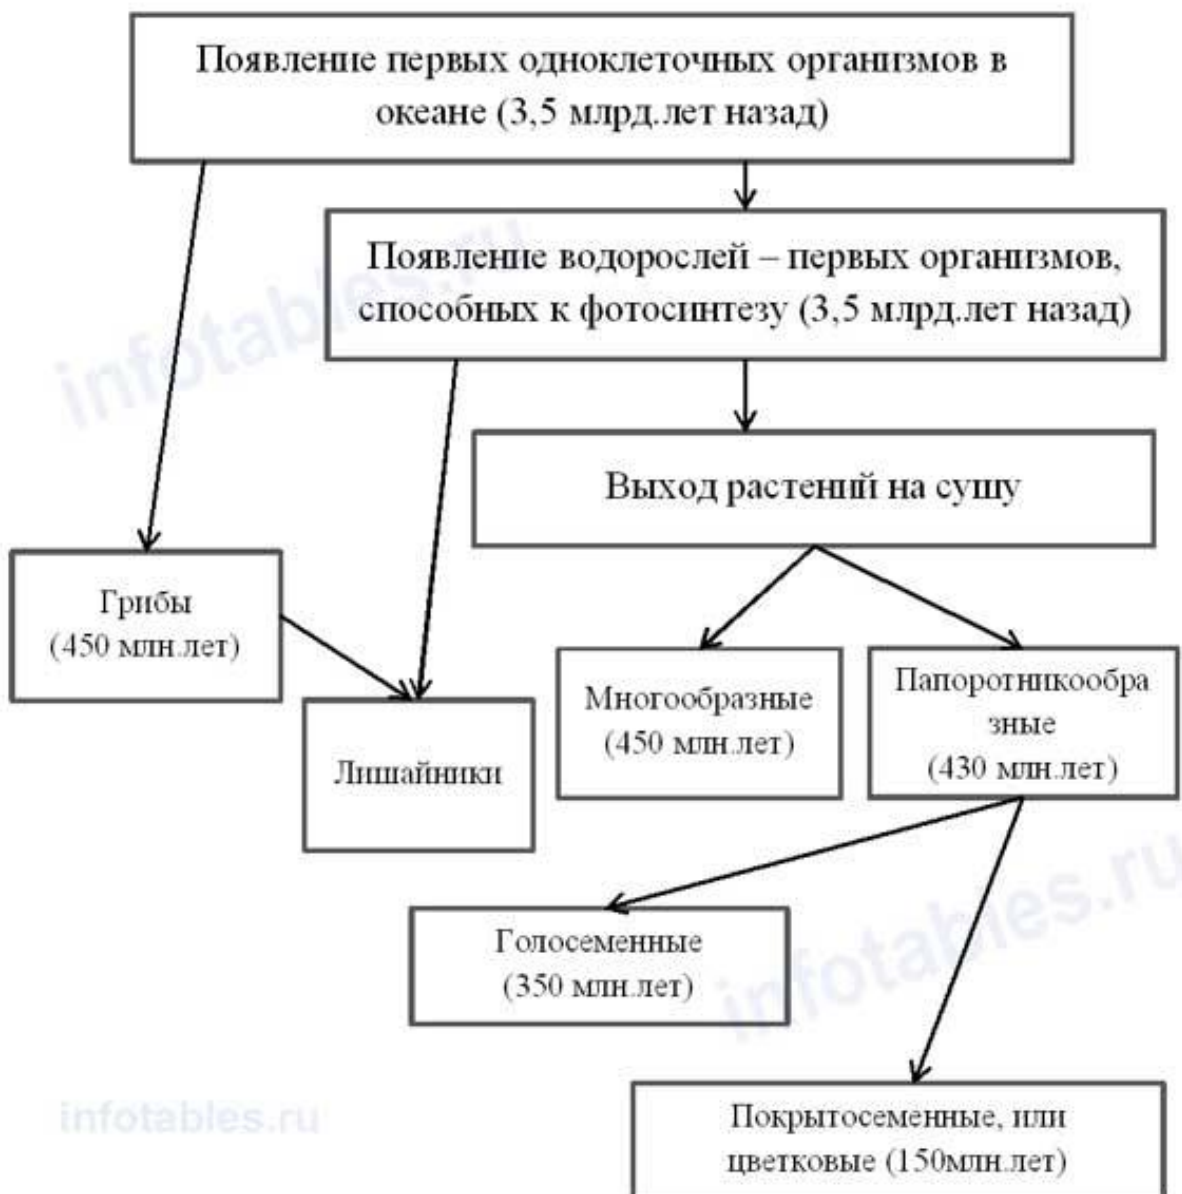 Появление первых одноклеточных организмов в
океане (3,5 млрд.лет назад)
Появление водорослей – первых организмов,
способных к фотосинтезу (3,5 млрд.лет назад)
Выход растений на сушу
Грибы
(450 млн.лет)
Лишайники
Многообразные
(450 млн.лет)
Папоротникообра
зные
(430 млн.лет)
Голосеменные
(350 млн.лет)
Покрытосеменные, или
цветковые (150млн.лет)
infotables.ru
infotables.ru
infotables.ru